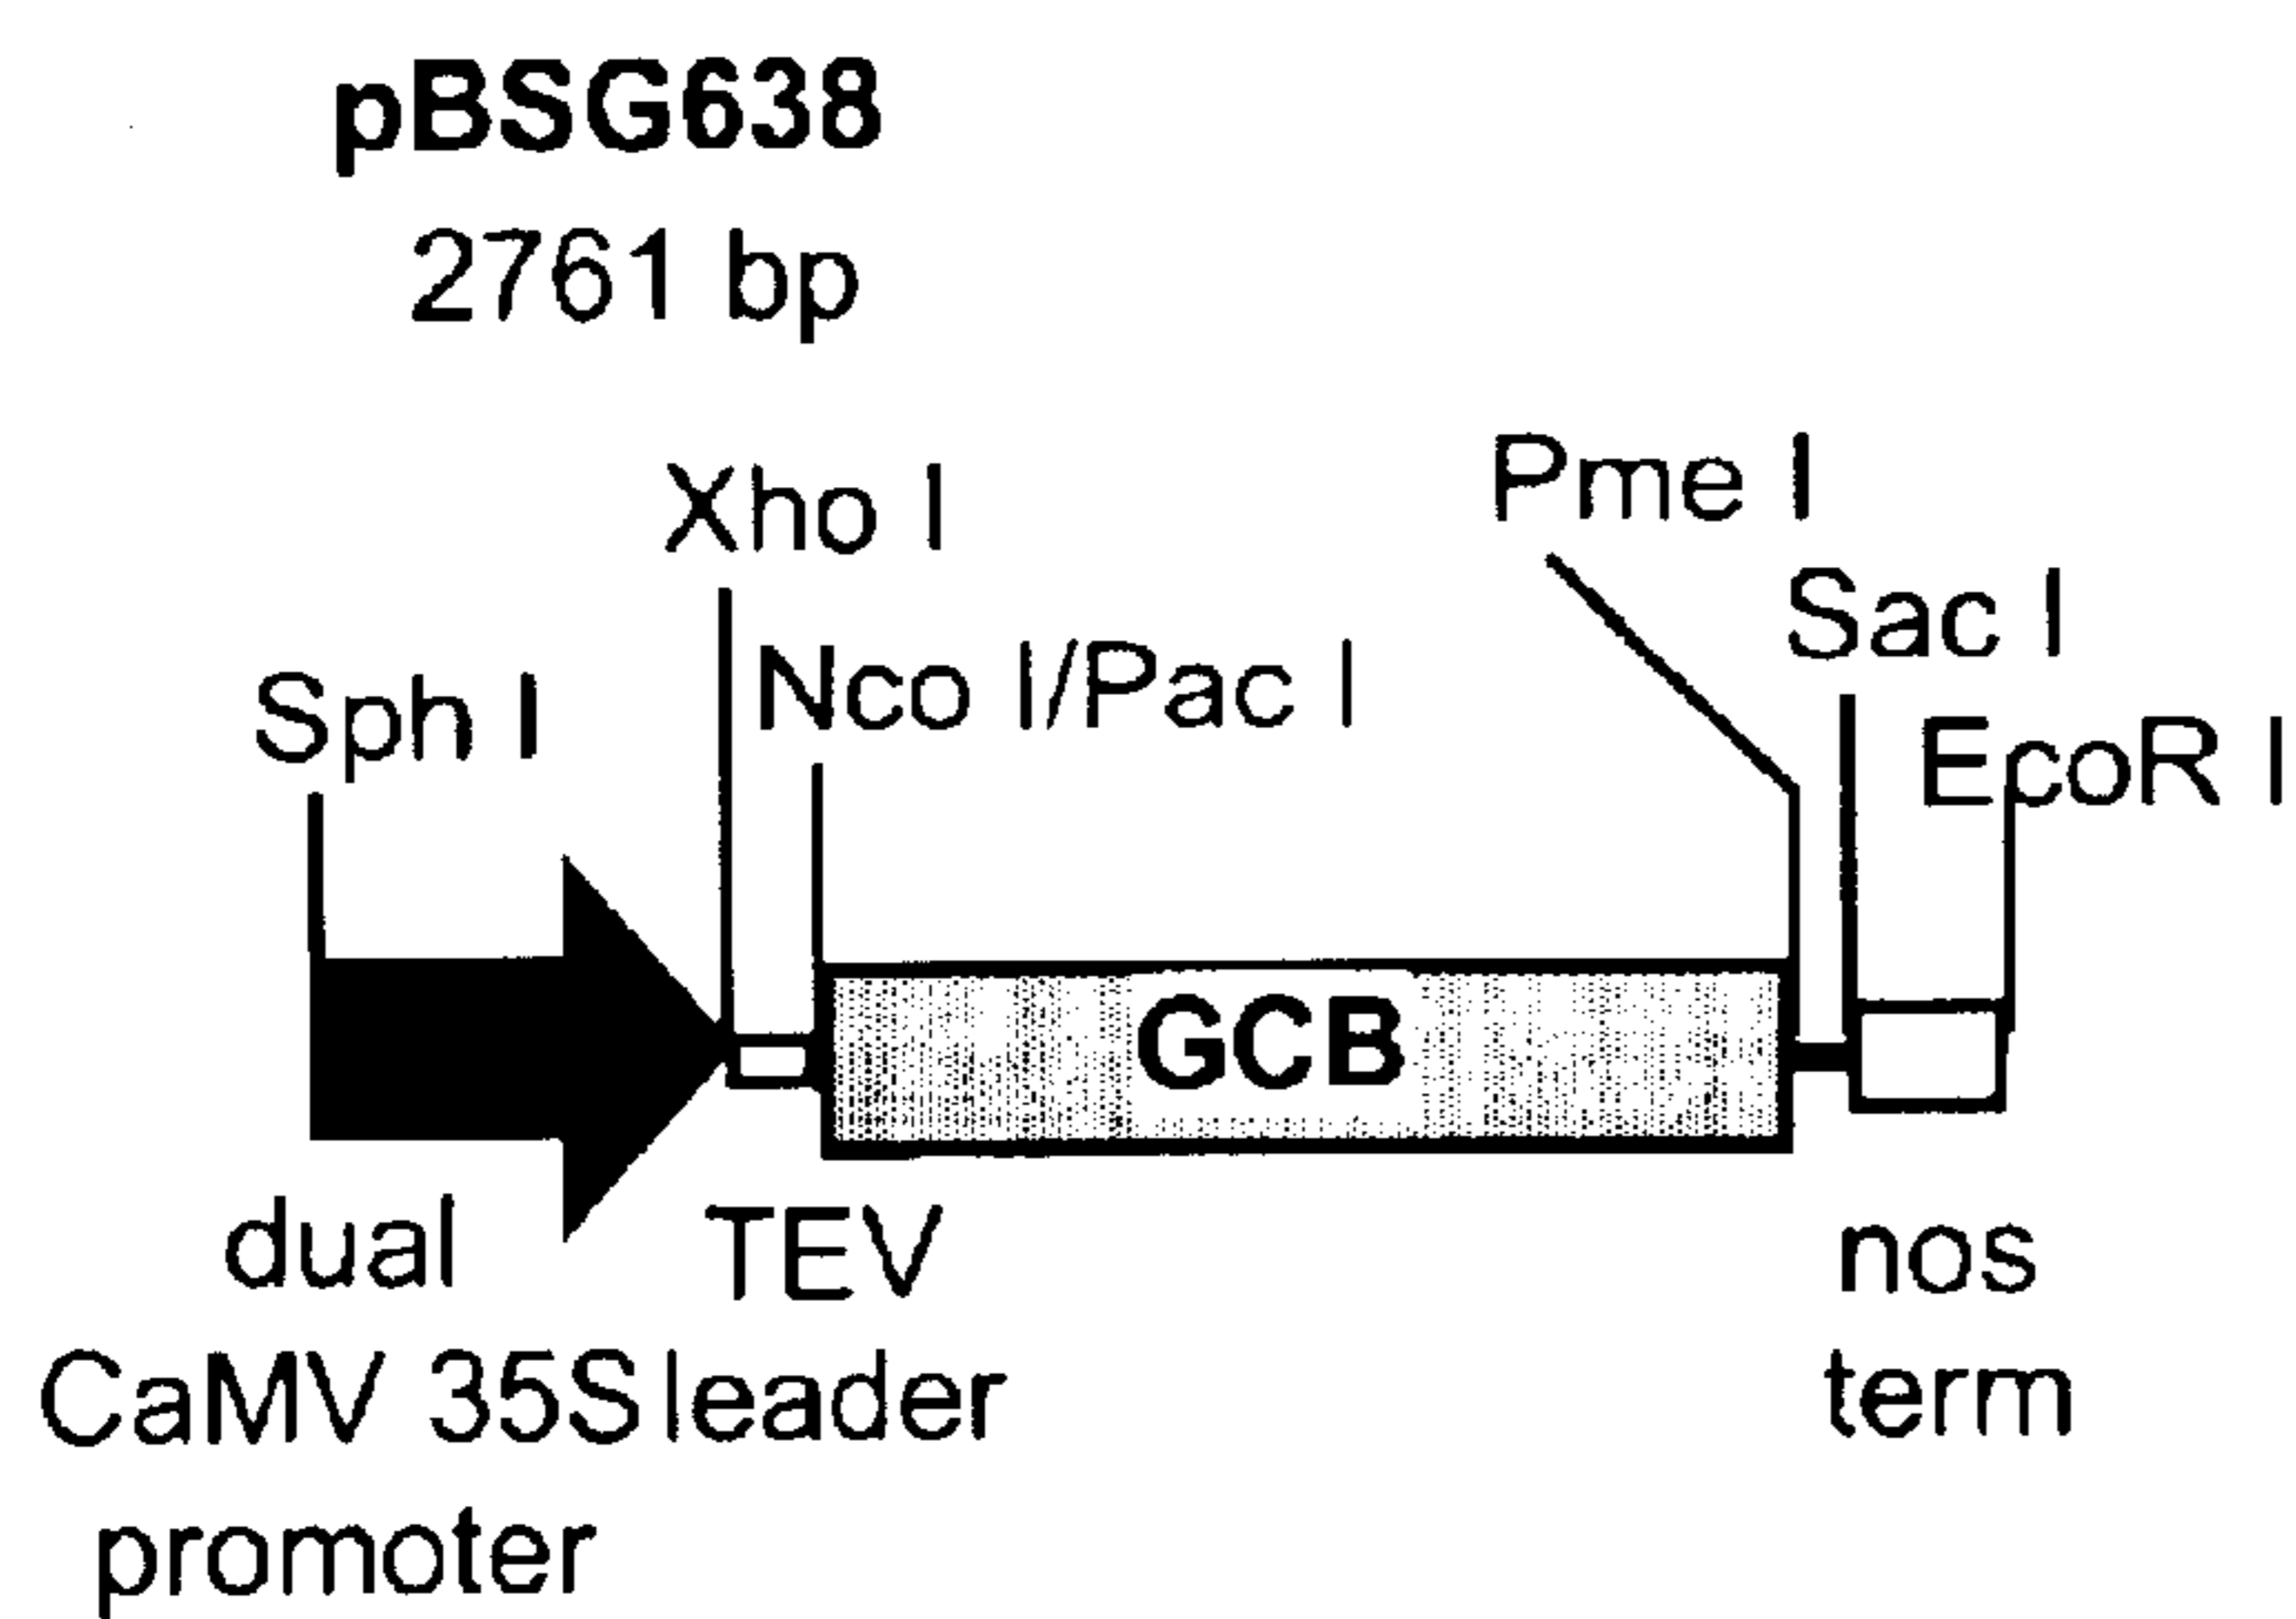 pBSG638
2761 bp
Xho I
Pme I
Sac I
Nco I/Pac I
Sph I
EcoR I
GCB
dual
CaMV 35S
promoter
TEV
leader
nos
term